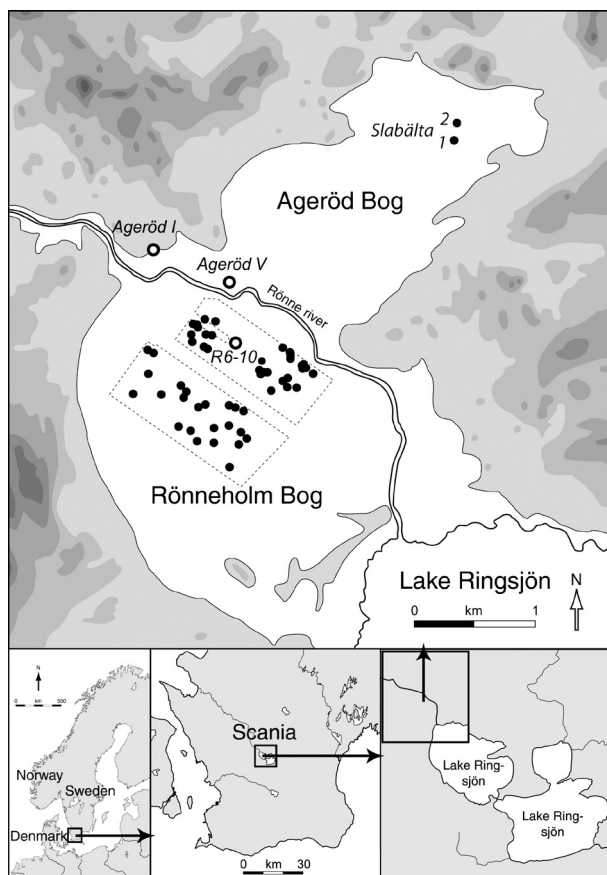 2
Slabälta
1
Ageröd Bog
Ageröd I
Ageröd V
Rönne river
R6-10
Rönneholm Bog
Lake Ringsjön
N
0 km 1
N
0 km 500
Norway
Sweden
Denmark
Scania
0 km 30
Lake Ring-
sjön
Lake Ring-
sjön